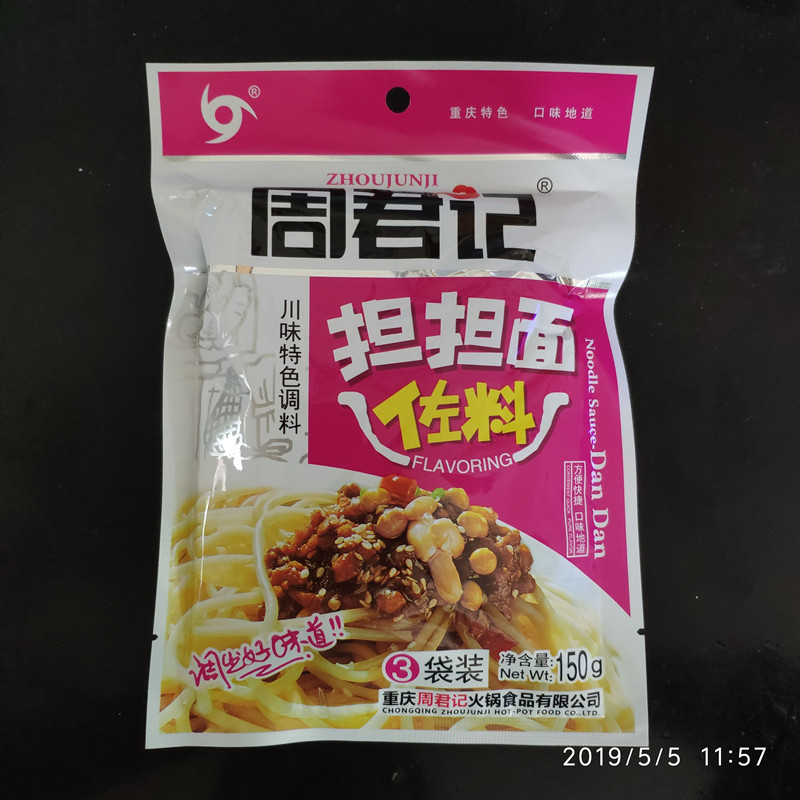 ®
重庆特色 口味地道
ZHOUJUNJI
周君记®
川味特色调料
担担面
佐料
FLAVORING
Noodle Sauce-Dan Dan
方便快捷 口味地道
调出好味道!!
3袋装
净含量:
Net Wt: 150g
重庆周君记火锅食品有限公司
CHONGQING ZHOUJUNJI HOT-POT FOOD CO.,LTD.
2019/5/5 11:57